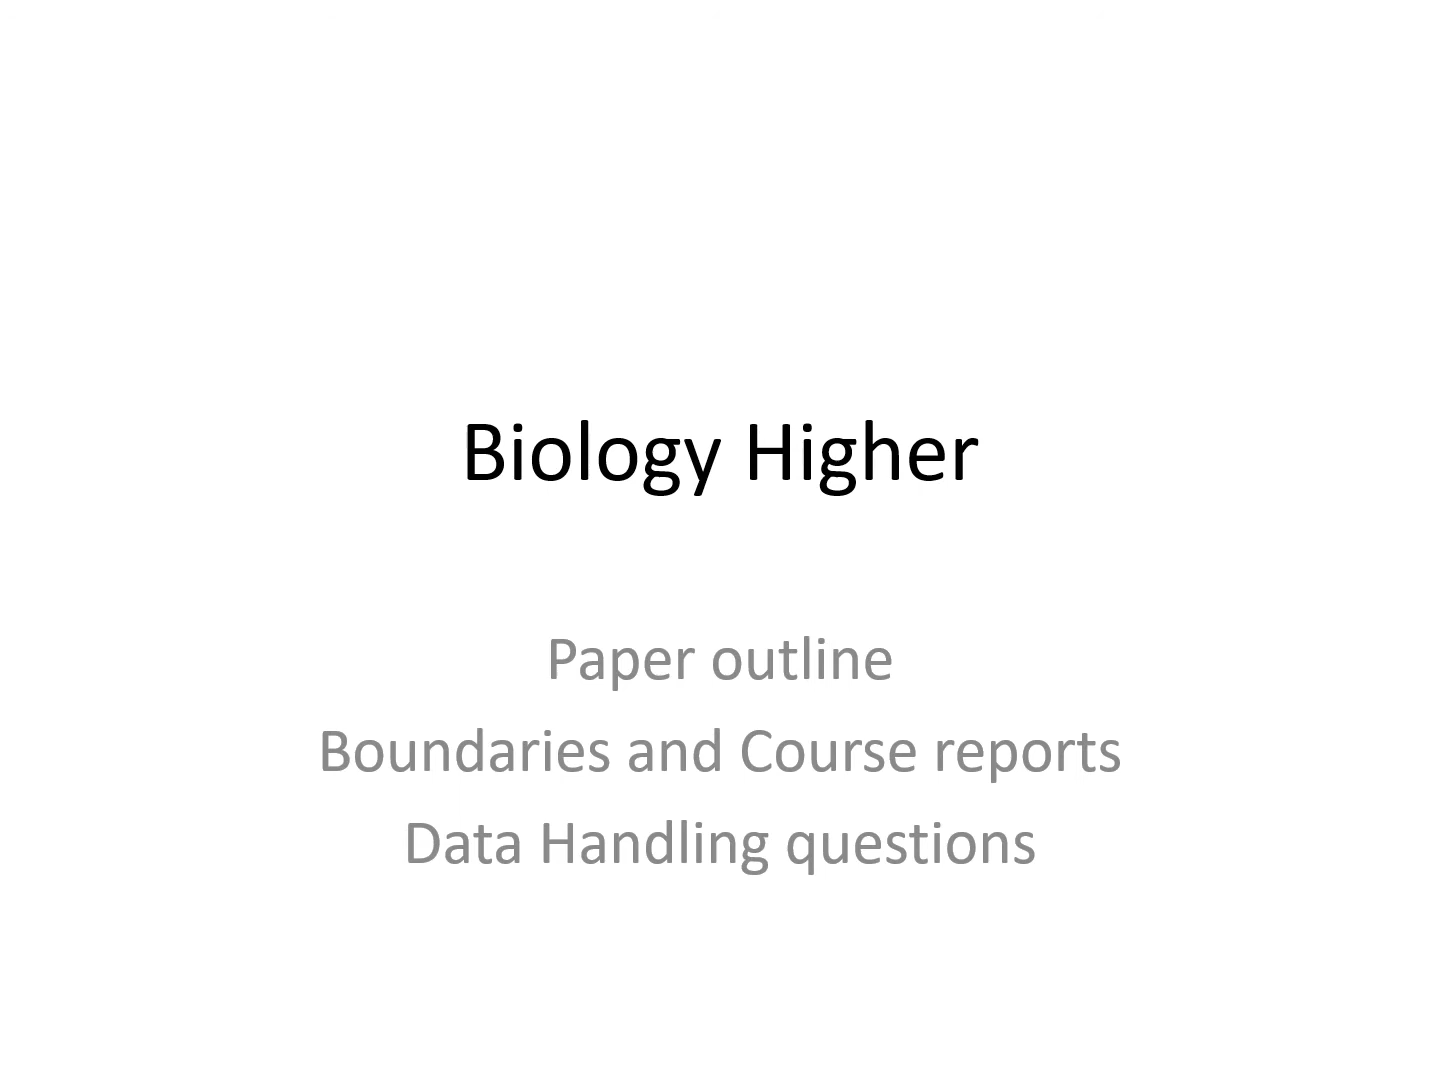 Biology Higher
Paper outline
Boundaries and Course reports
Data Handling questions